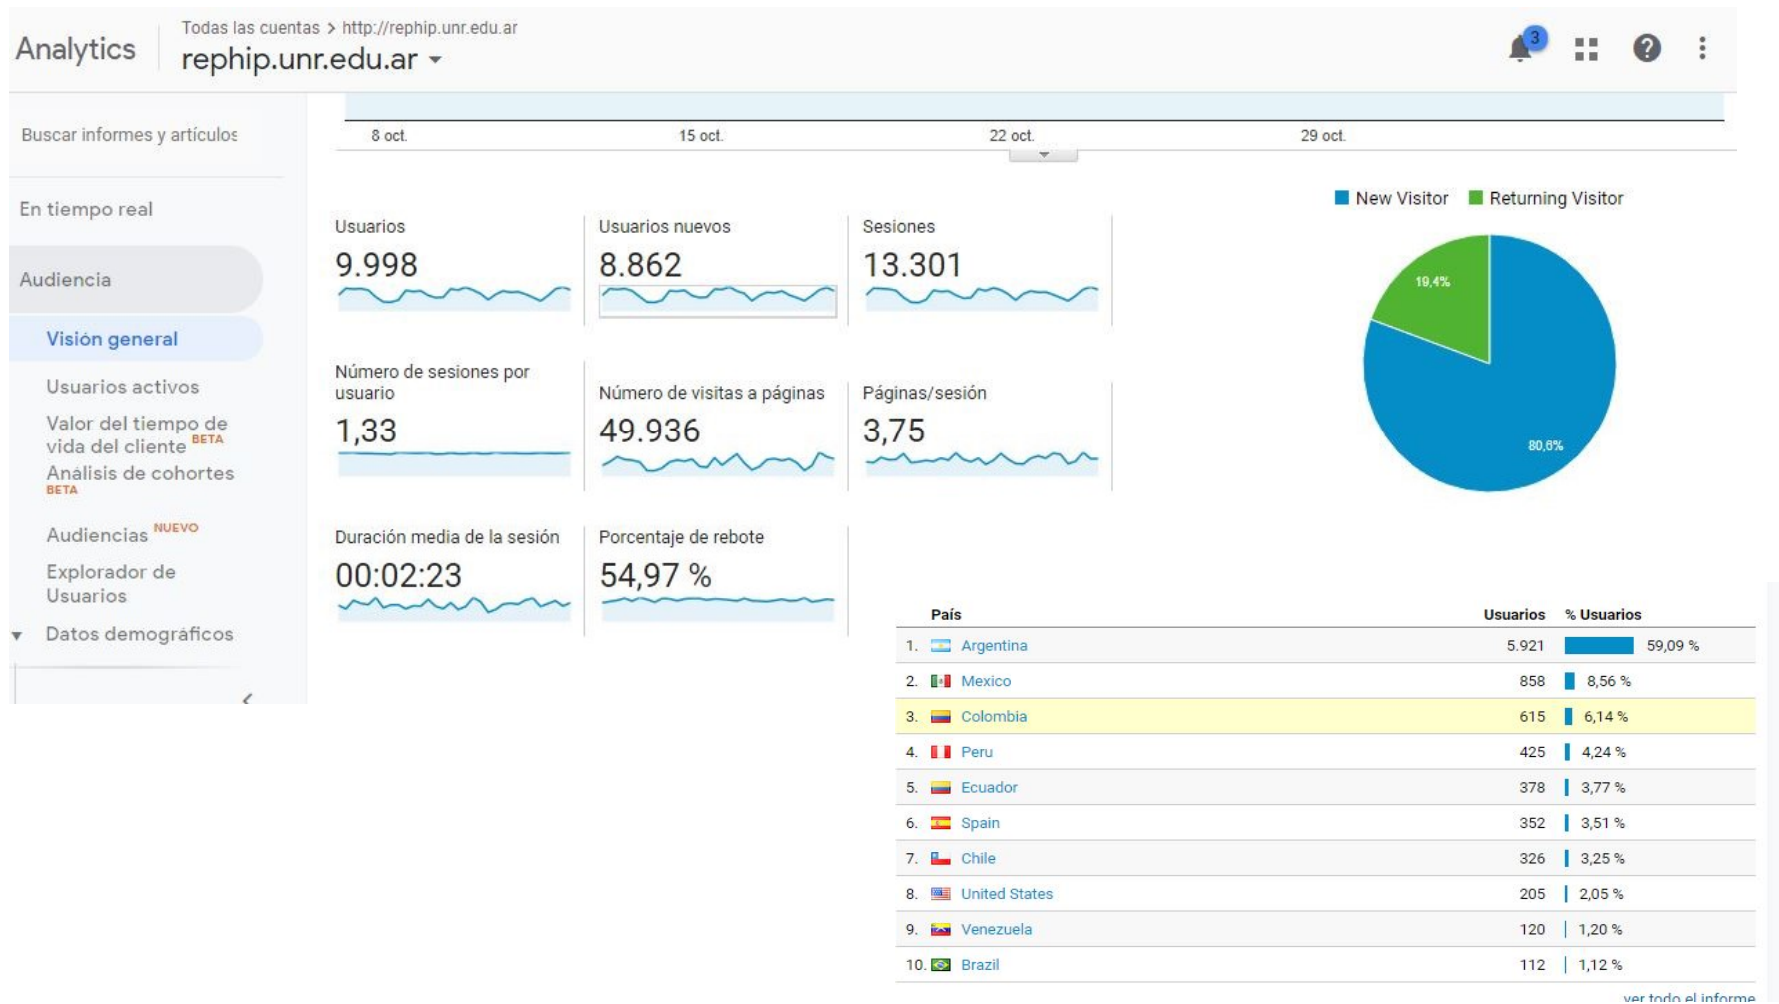 Analytics
Todas las cuentas > http://rephip.unr.edu.ar
rephip.unr.edu.ar
3
Buscar informes y artículos
En tiempo real
Audiencia
Visión general
Usuarios activos
Valor del tiempo de
vida del cliente BETA
Análisis de cohortes
BETA
Audiencias NUEVO
Explorador de
Usuarios
Datos demográficos
8 oct.
15 oct.
22 oct.
29 oct.
New Visitor
Returning Visitor
Usuarios
9.998
Usuarios nuevos
8.862
Sesiones
13.301
Número de sesiones por
usuario
1,33
Número de visitas a páginas
49.936
Páginas/sesión
3,75
Duración media de la sesión
00:02:23
Porcentaje de rebote
54,97 %
19,4%
80,6%
País Usuarios % Usuarios
1. Argentina 5.921 59,09 %
2. Mexico 858 8,56 %
3. Colombia 615 6,14 %
4. Peru 425 4,24 %
5. Ecuador 378 3,77 %
6. Spain 352 3,51 %
7. Chile 326 3,25 %
8. United States 205 2,05 %
9. Venezuela 120 1,20 %
10. Brazil 112 1,12 %
ver todo el informe